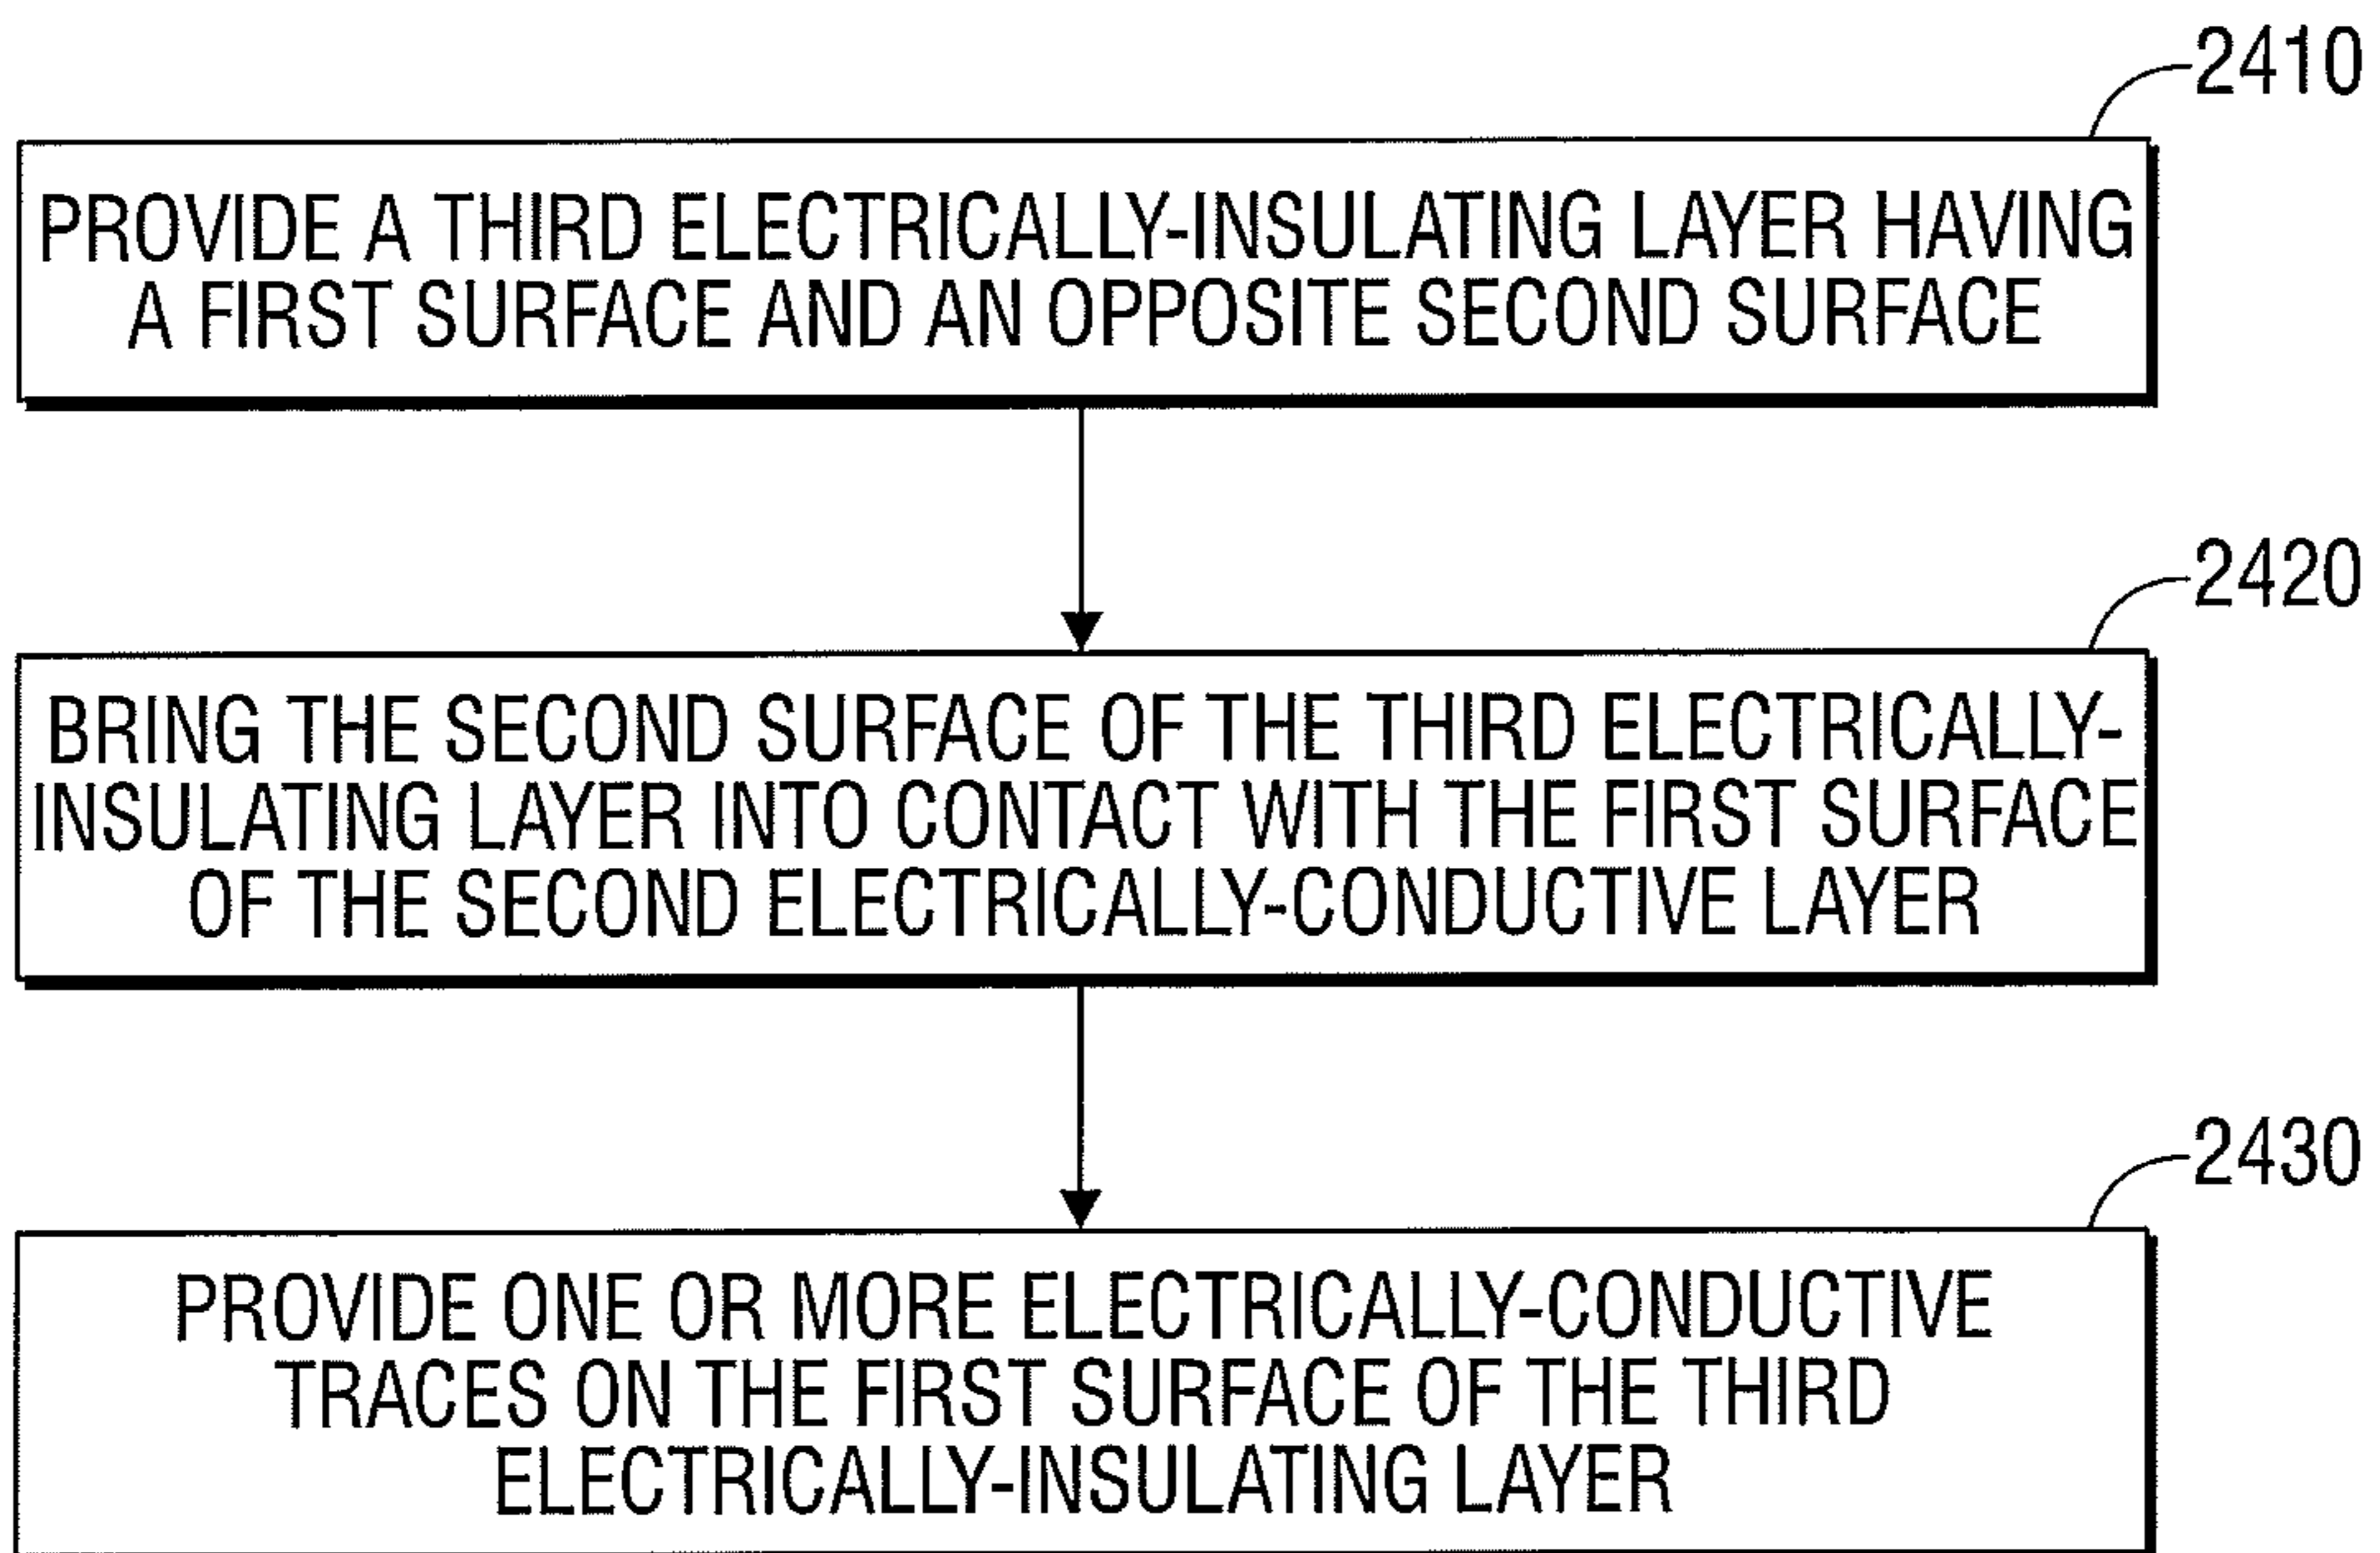 2410
PROVIDE A THIRD ELECTRICALLY-INSULATING LAYER HAVING
A FIRST SURFACE AND AN OPPOSITE SECOND SURFACE
2420
BRING THE SECOND SURFACE OF THE THIRD ELECTRICALLY-
INSULATING LAYER INTO CONTACT WITH THE FIRST SURFACE
OF THE SECOND ELECTRICALLY-CONDUCTIVE LAYER
2430
PROVIDE ONE OR MORE ELECTRICALLY-CONDUCTIVE
TRACES ON THE FIRST SURFACE OF THE THIRD
ELECTRICALLY-INSULATING LAYER